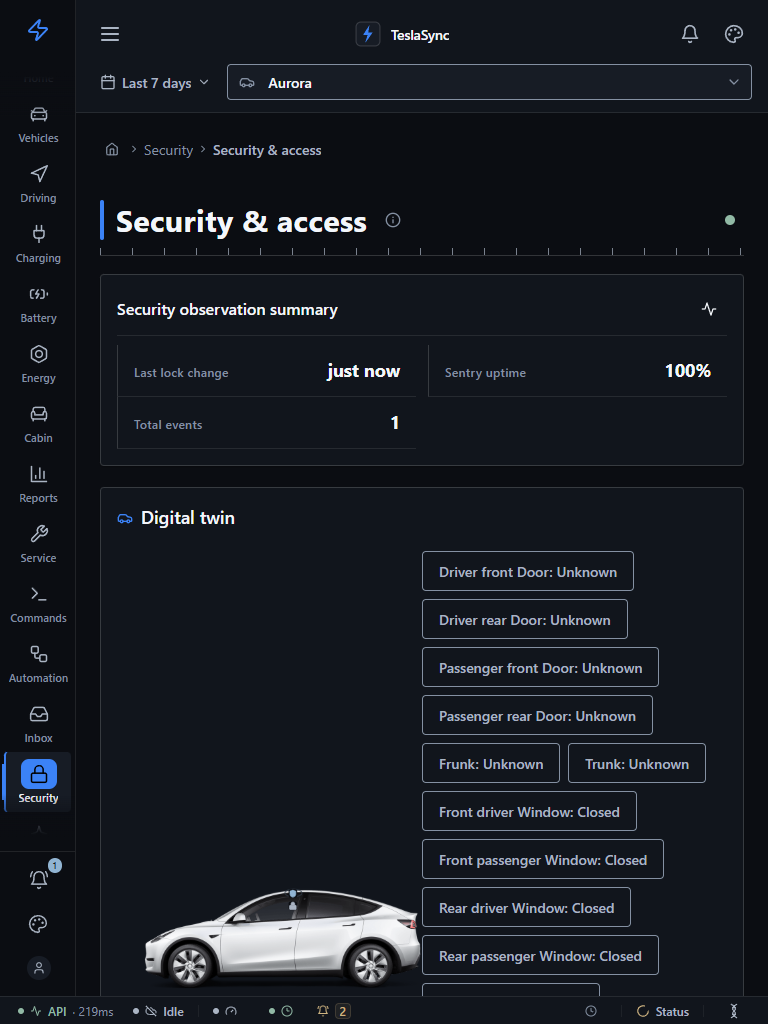 TeslaSync
Last 7 days
Aurora
Vehicles
Driving
Charging
Battery
Energy
Cabin
Reports
Service
Commands
Automation
Inbox
Security
1
Security
Security & access
Security & access
Security observation summary
Last lock change just now
Sentry uptime 100%
Total events 1
Digital twin
Driver front Door: Unknown
Driver rear Door: Unknown
Passenger front Door: Unknown
Passenger rear Door: Unknown
Frunk: Unknown Trunk: Unknown
Front driver Window: Closed
Front passenger Window: Closed
Rear driver Window: Closed
Rear passenger Window: Closed
API · 219ms Idle 2 Status